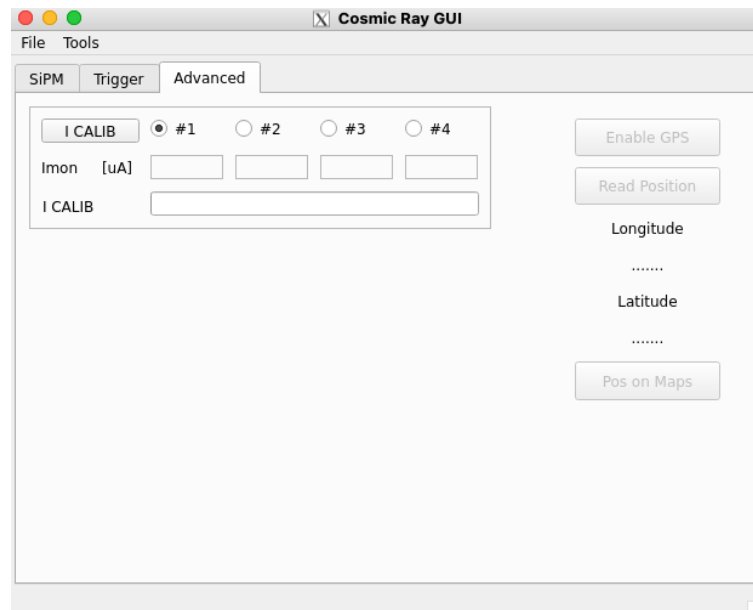 Cosmic Ray GUI
File Tools
SiPM Trigger Advanced
I CALIB #1 #2 #3 #4
Imon [uA]
I CALIB
Enable GPS
Read Position
Longitude
.......
Latitude
.......
Pos on Maps